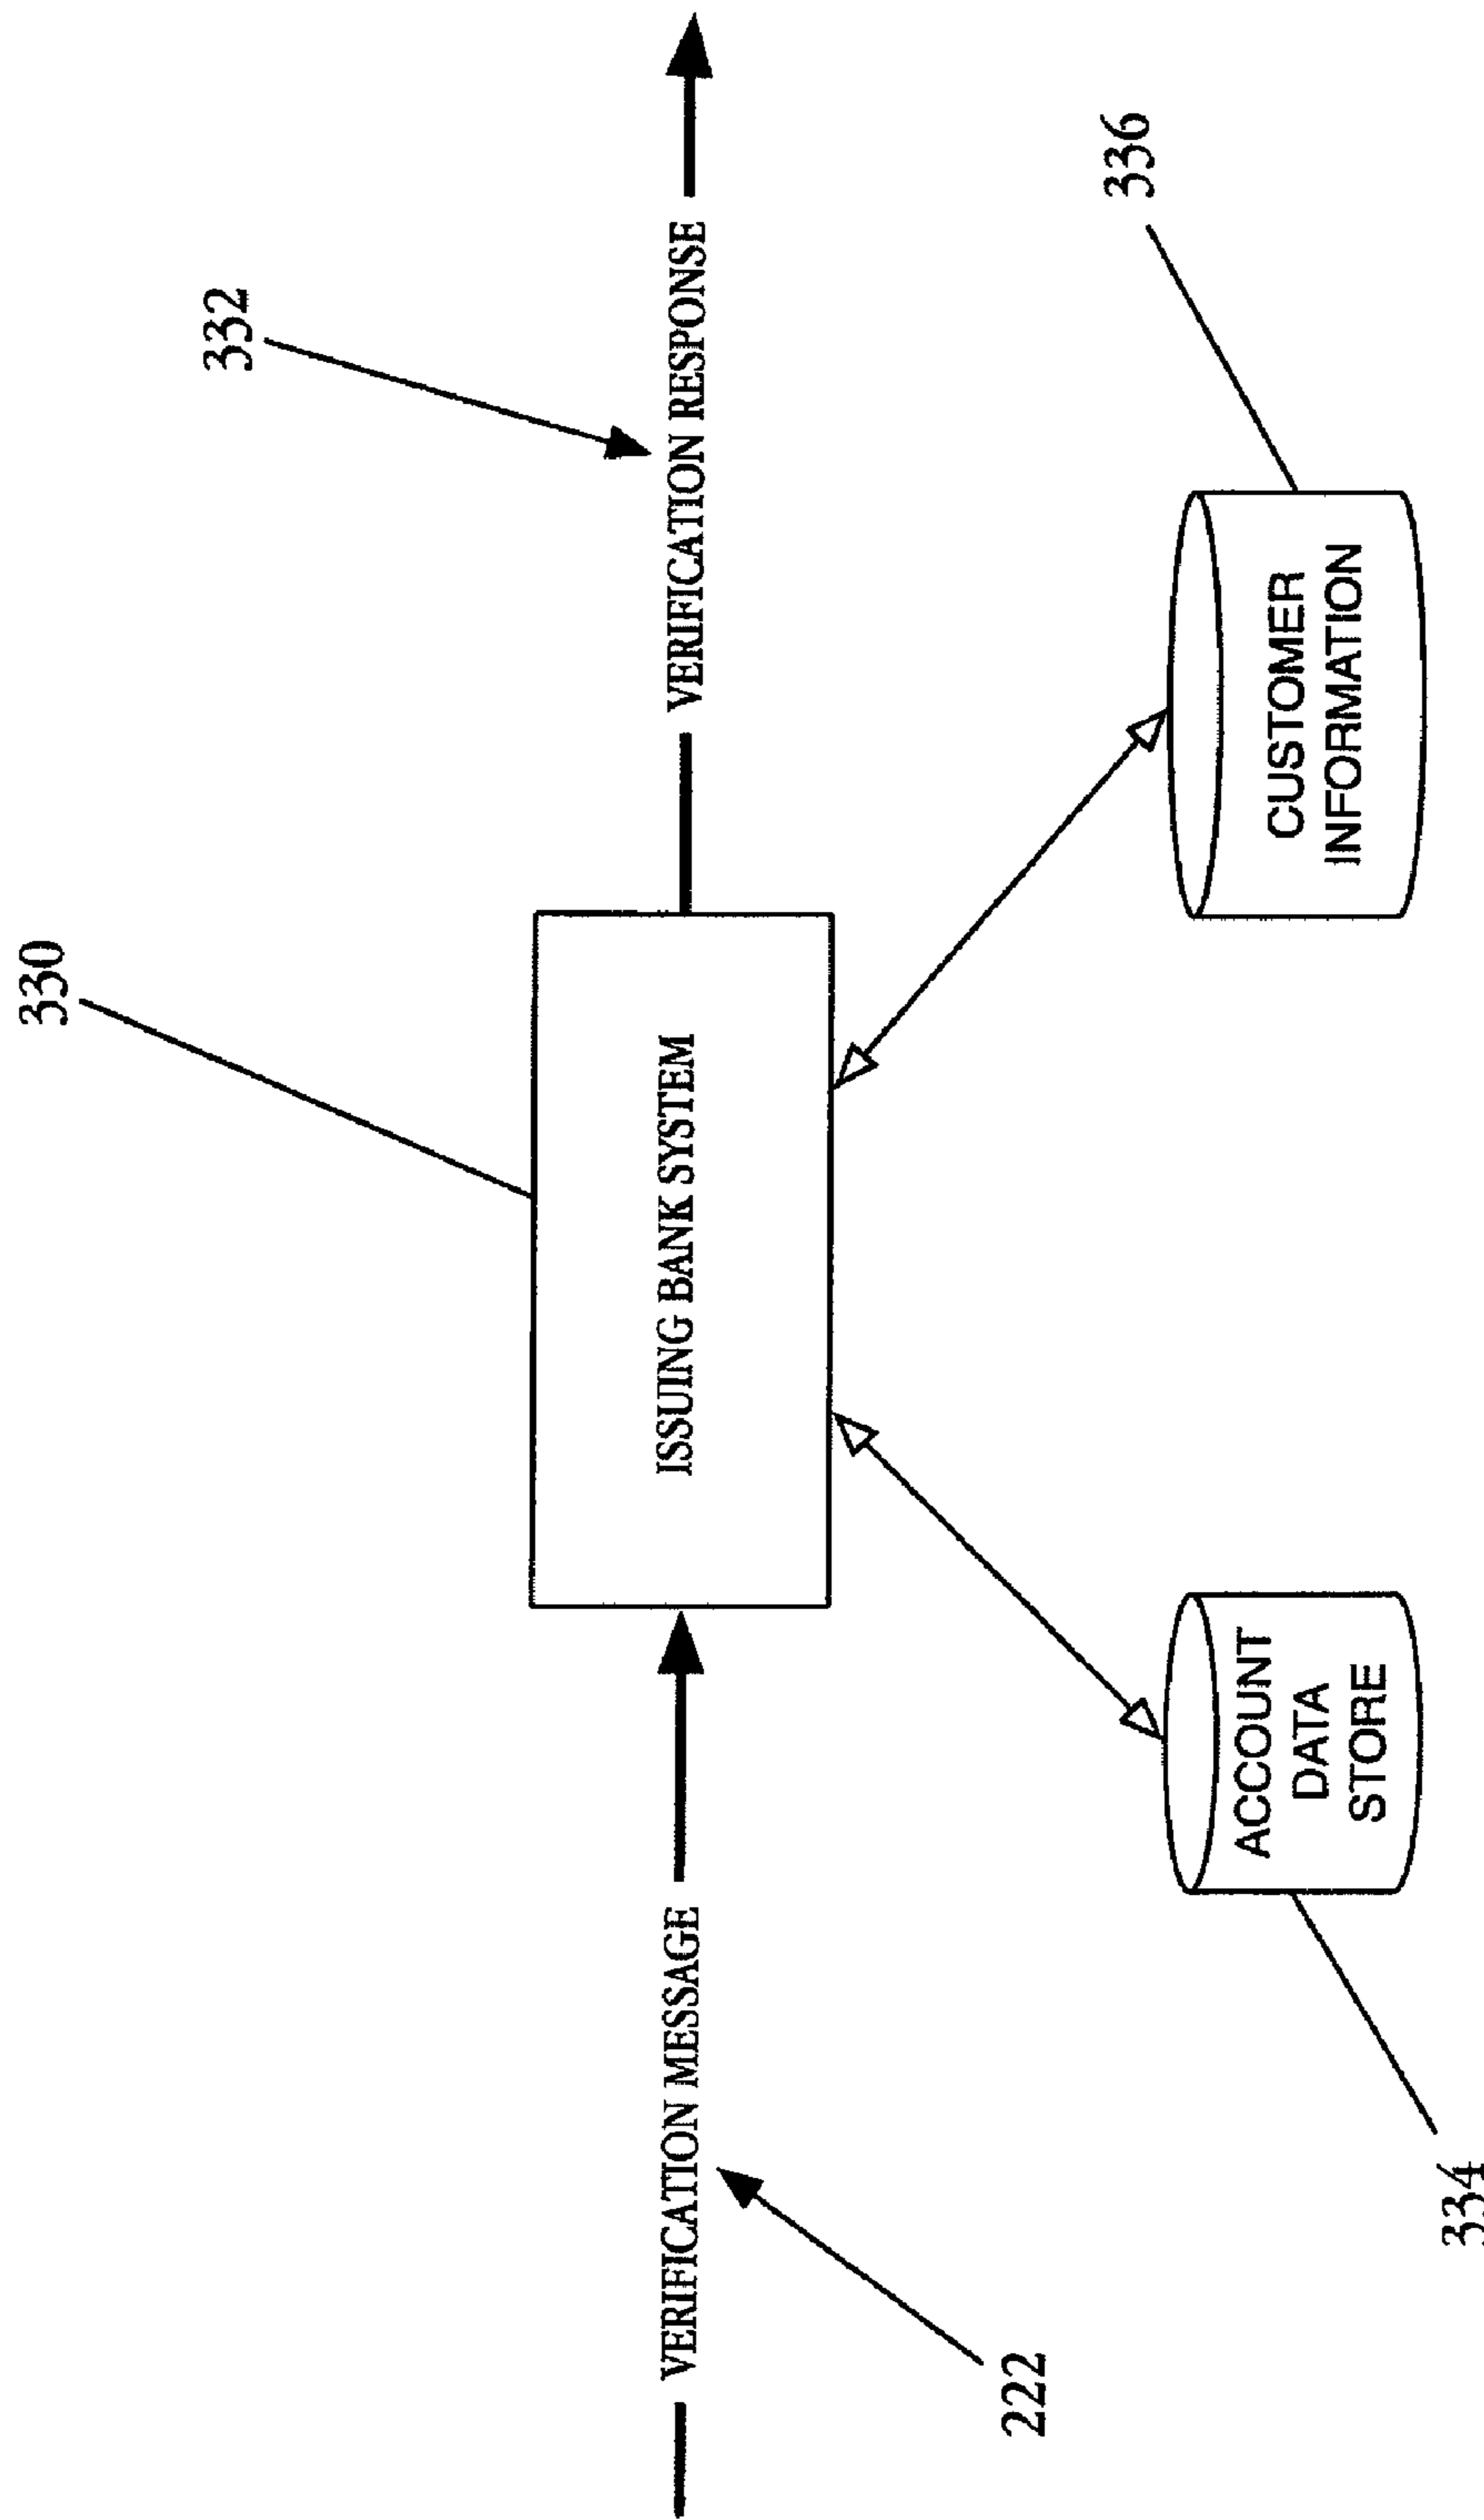 330
332
VERIFICATION MESSAGE
ISSUING BANK SYSTEM
VERIFICATION RESPONSE
222
336
ACCOUNT
DATA
STORE
CUSTOMER
INFORMATION
334